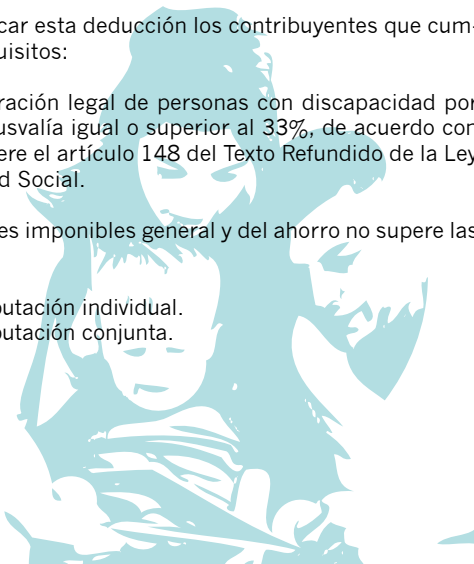 car esta deducción los contribuyentes que cum-
uisitos:
ración legal de personas con discapacidad por
usvalía igual o superior al 33%, de acuerdo con
ere el artículo 148 del Texto Refundido de la Ley
d Social.
es imponibles general y del ahorro no supere las
outación individual.
outación conjunta.